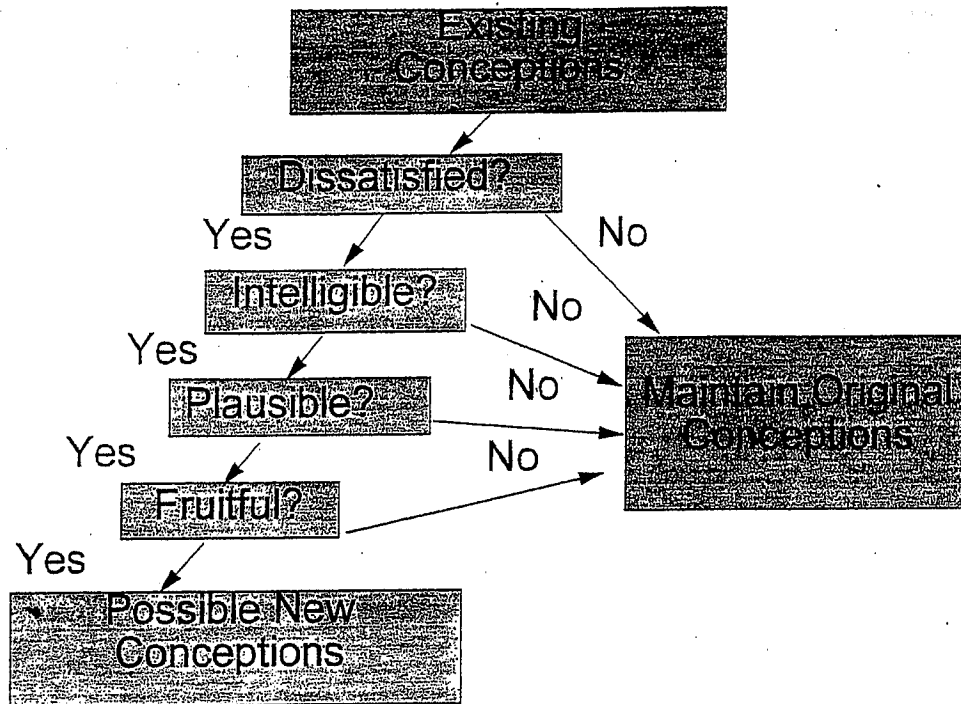 Existing
Conceptions
Dissatisfied?
Yes
No
Intelligible?
No
Yes
Plausible?
No
Yes
No
Fruitful?
Yes
Maintain Original
Conceptions
Possible New
Conceptions